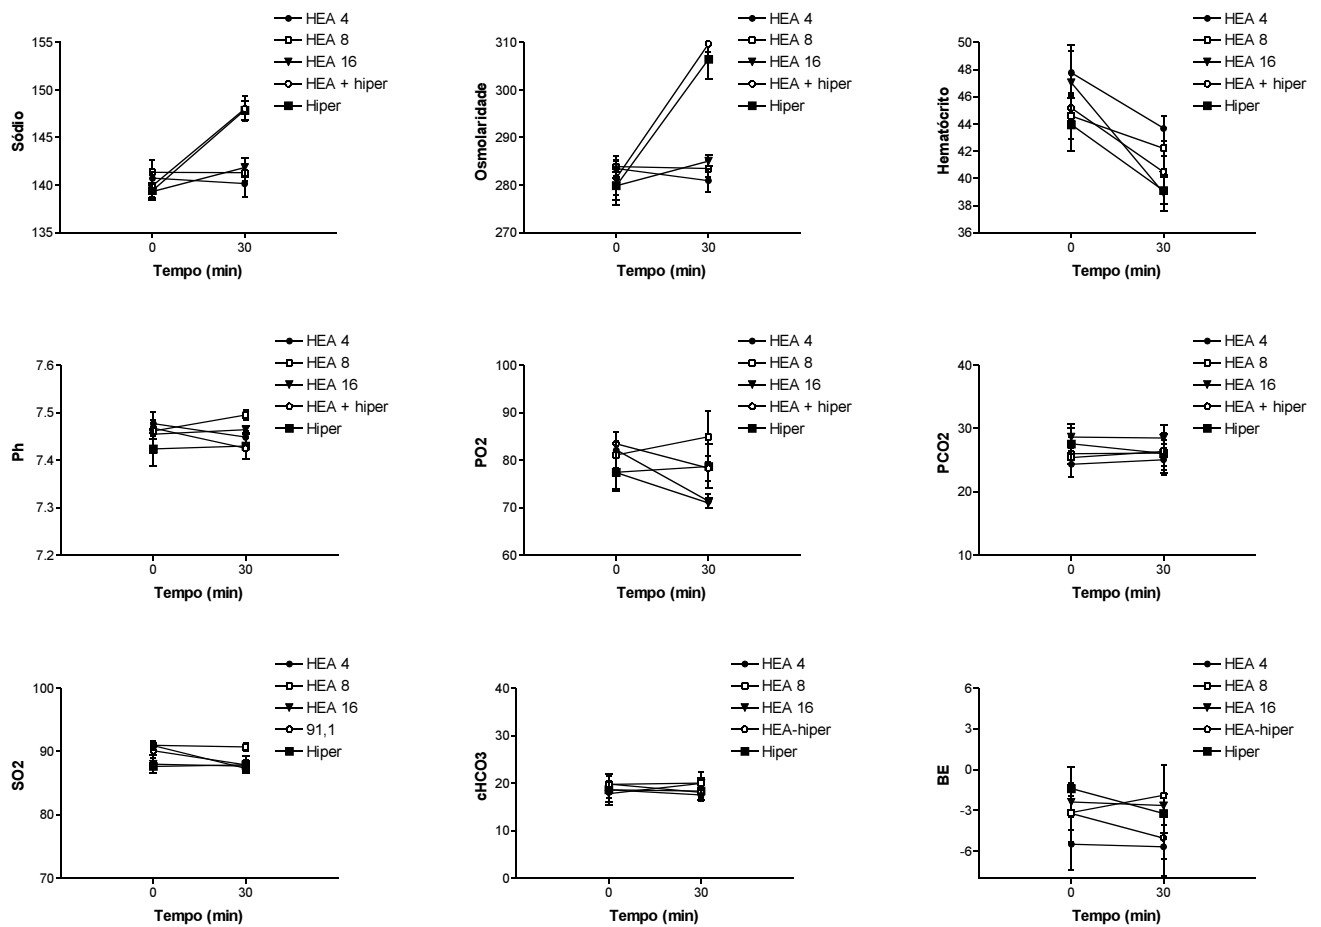 HEA 4
HEA 8
HEA 16
HEA + hiper
Hiper
155
150
145
140
135
Sódio
0
30
Tempo (min)
HEA 4
HEA 8
HEA 16
HEA + hiper
Hiper
310
300
290
280
270
Osmolaridade
0
30
Tempo (min)
HEA 4
HEA 8
HEA 16
HEA + hiper
Hiper
50
48
46
44
42
40
38
36
Hematócrito
0
30
Tempo (min)
HEA 4
HEA 8
HEA 16
HEA + hiper
Hiper
7.6
7.5
7.4
7.3
7.2
Ph
0
30
Tempo (min)
HEA 4
HEA 8
HEA 16
HEA + hiper
Hiper
100
90
80
70
60
PO2
0
30
Tempo (min)
HEA 4
HEA 8
HEA 16
HEA + hiper
Hiper
40
30
20
10
PCO2
0
30
Tempo (min)
HEA 4
HEA 8
HEA 16
91,1
Hiper
100
90
80
70
SO2
0
30
Tempo (min)
HEA 4
HEA 8
HEA 16
HEA-hiper
Hiper
40
30
20
10
0
cHCO3
0
30
Tempo (min)
HEA 4
HEA 8
HEA 16
HEA-hiper
Hiper
6
3
0
-3
-6
BE
0
30
Tempo (min)